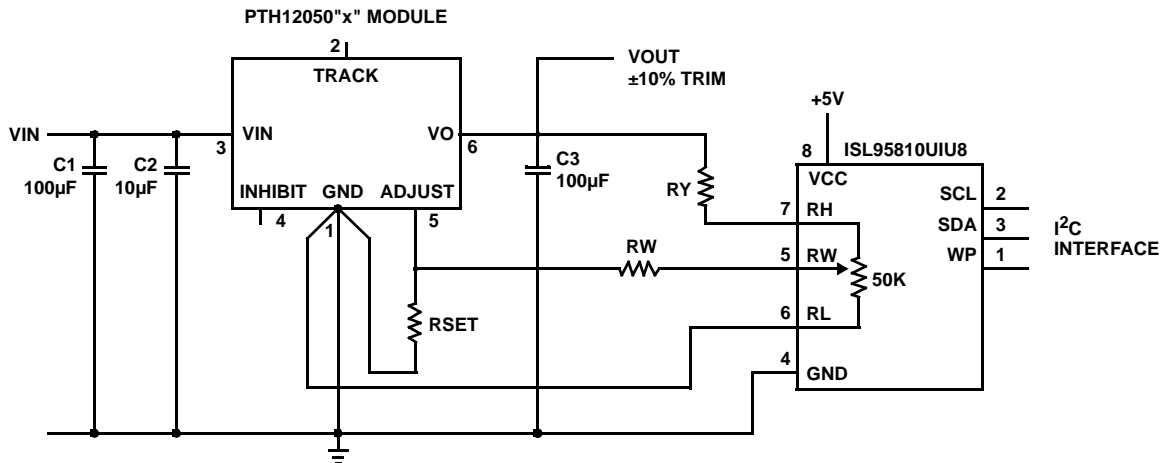 PTH12050"x" MODULE
2
TRACK
VOUT
±10% TRIM
+5V
VIN
VIN
3
VO
6
8
ISL95810UIU8
VCC
C1
100µF
C2
10µF
C3
100µF
INHIBIT
GND
ADJUST
4
1
5
RY
SCL
2
7
RH
SDA
3
I²C
INTERFACE
RW
5
RW
WP
1
50K
6
RL
RSET
4
GND